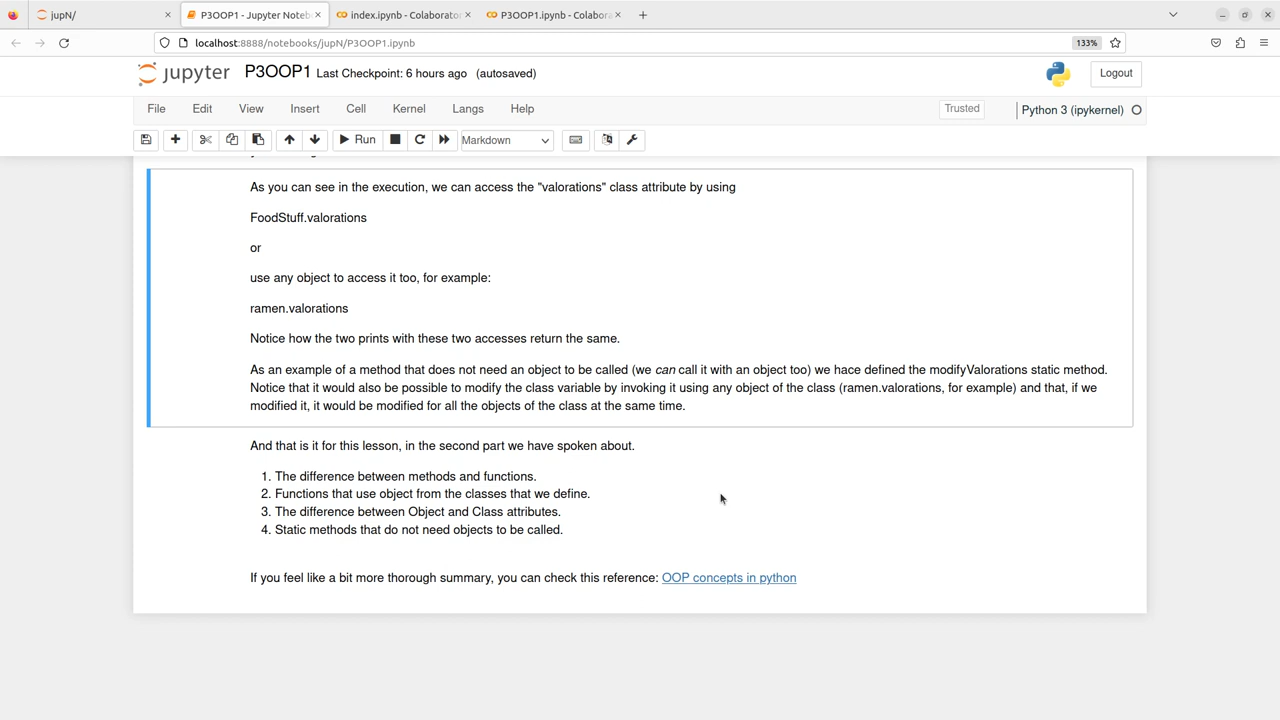 jupN/
P3OOP1 - Jupyter Noteb
index.ipynb - Colaborator
P3OOP1.ipynb - Colabora
localhost:8888/notebooks/jupN/P3OOP1.ipynb
133%
jupyter
P3OOP1 Last Checkpoint: 6 hours ago (autosaved)
Logout
File Edit View Insert Cell Kernel Langs Help
Trusted
Python 3 (ipykernel)
Run
Markdown
As you can see in the execution, we can access the "valorations" class attribute by using
FoodStuff.valorations
or
use any object to access it too, for example:
ramen.valorations
Notice how the two prints with these two accesses return the same.
As an example of a method that does not need an object to be called (we can call it with an object too) we hace defined the modifyValorations static method.
Notice that it would also be possible to modify the class variable by invoking it using any object of the class (ramen.valorations, for example) and that, if we
modified it, it would be modified for all the objects of the class at the same time.
And that is it for this lesson, in the second part we have spoken about.
1. The difference between methods and functions.
2. Functions that use object from the classes that we define.
3. The difference between Object and Class attributes.
4. Static methods that do not need objects to be called.
If you feel like a bit more thorough summary, you can check this reference: OOP concepts in python